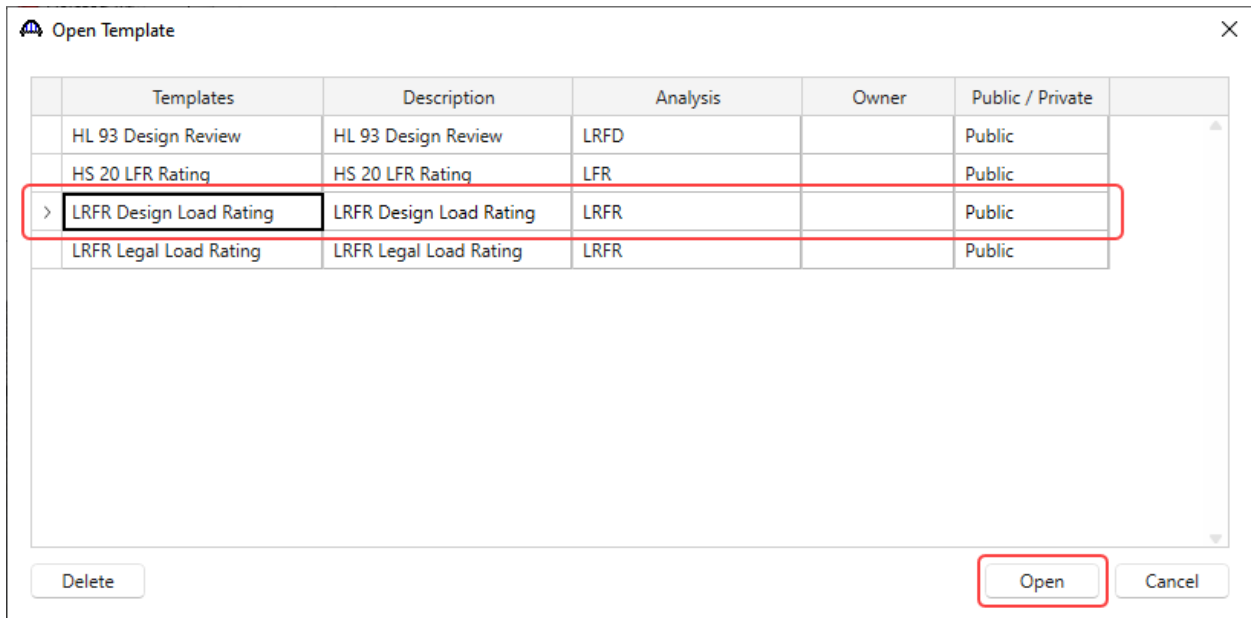 Open Template
Templates Description Analysis Owner Public / Private
HL 93 Design Review HL 93 Design Review LRFD Public
HS 20 LFR Rating HS 20 LFR Rating LFR Public
LRFR Design Load Rating LRFR Design Load Rating LRFR Public
LRFR Legal Load Rating LRFR Legal Load Rating LRFR Public
Delete Open Cancel